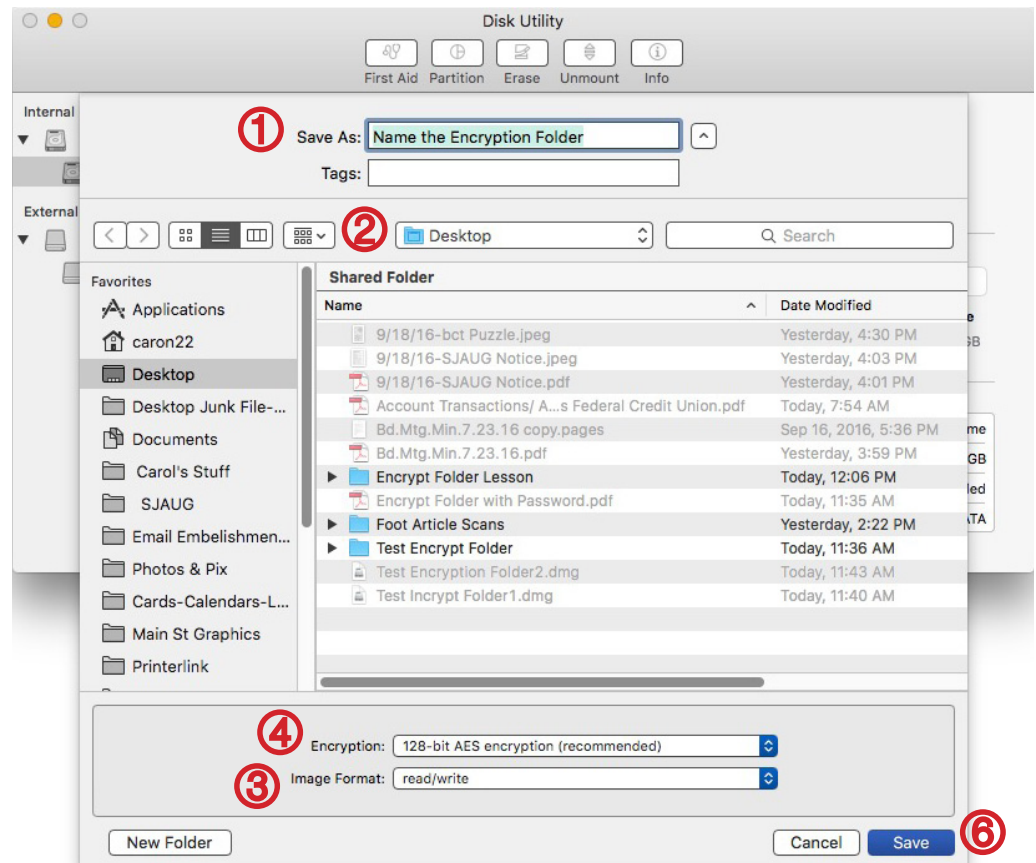 Disk Utility
First Aid Partition Erase Unmount Info
Internal
① Save As: Name the Encryption Folder
Tags:
External
② Desktop Search
Favorites
Applications
caron22
Desktop
Desktop Junk File-...
Documents
Carol's Stuff
SJAUG
Email Embelishmen...
Photos & Pix
Cards-Calendars-L...
Main St Graphics
Printerlink
Shared Folder
Name Date Modified
9/18/16-bct Puzzle.jpeg Yesterday, 4:30 PM
9/18/16-SJAUG Notice.jpeg Yesterday, 4:03 PM
9/18/16-SJAUG Notice.pdf Yesterday, 4:01 PM
Account Transactions/ A...s Federal Credit Union.pdf Today, 7:54 AM
Bd.Mtg.Min.7.23.16 copy.pages Sep 16, 2016, 5:36 PM
Bd.Mtg.Min.7.23.16.pdf Yesterday, 3:59 PM
Encrypt Folder Lesson Today, 12:06 PM
Encrypt Folder with Password.pdf Today, 11:35 AM
Foot Article Scans Yesterday, 2:22 PM
Test Encrypt Folder Today, 11:36 AM
Test Encryption Folder2.dmg Today, 11:43 AM
Test Incrypt Folder1.dmg Today, 11:40 AM
e
GB
me
GB
led
ATA
④ Encryption: 128-bit AES encryption (recommended)
③ Image Format: read/write
New Folder Cancel Save ⑥